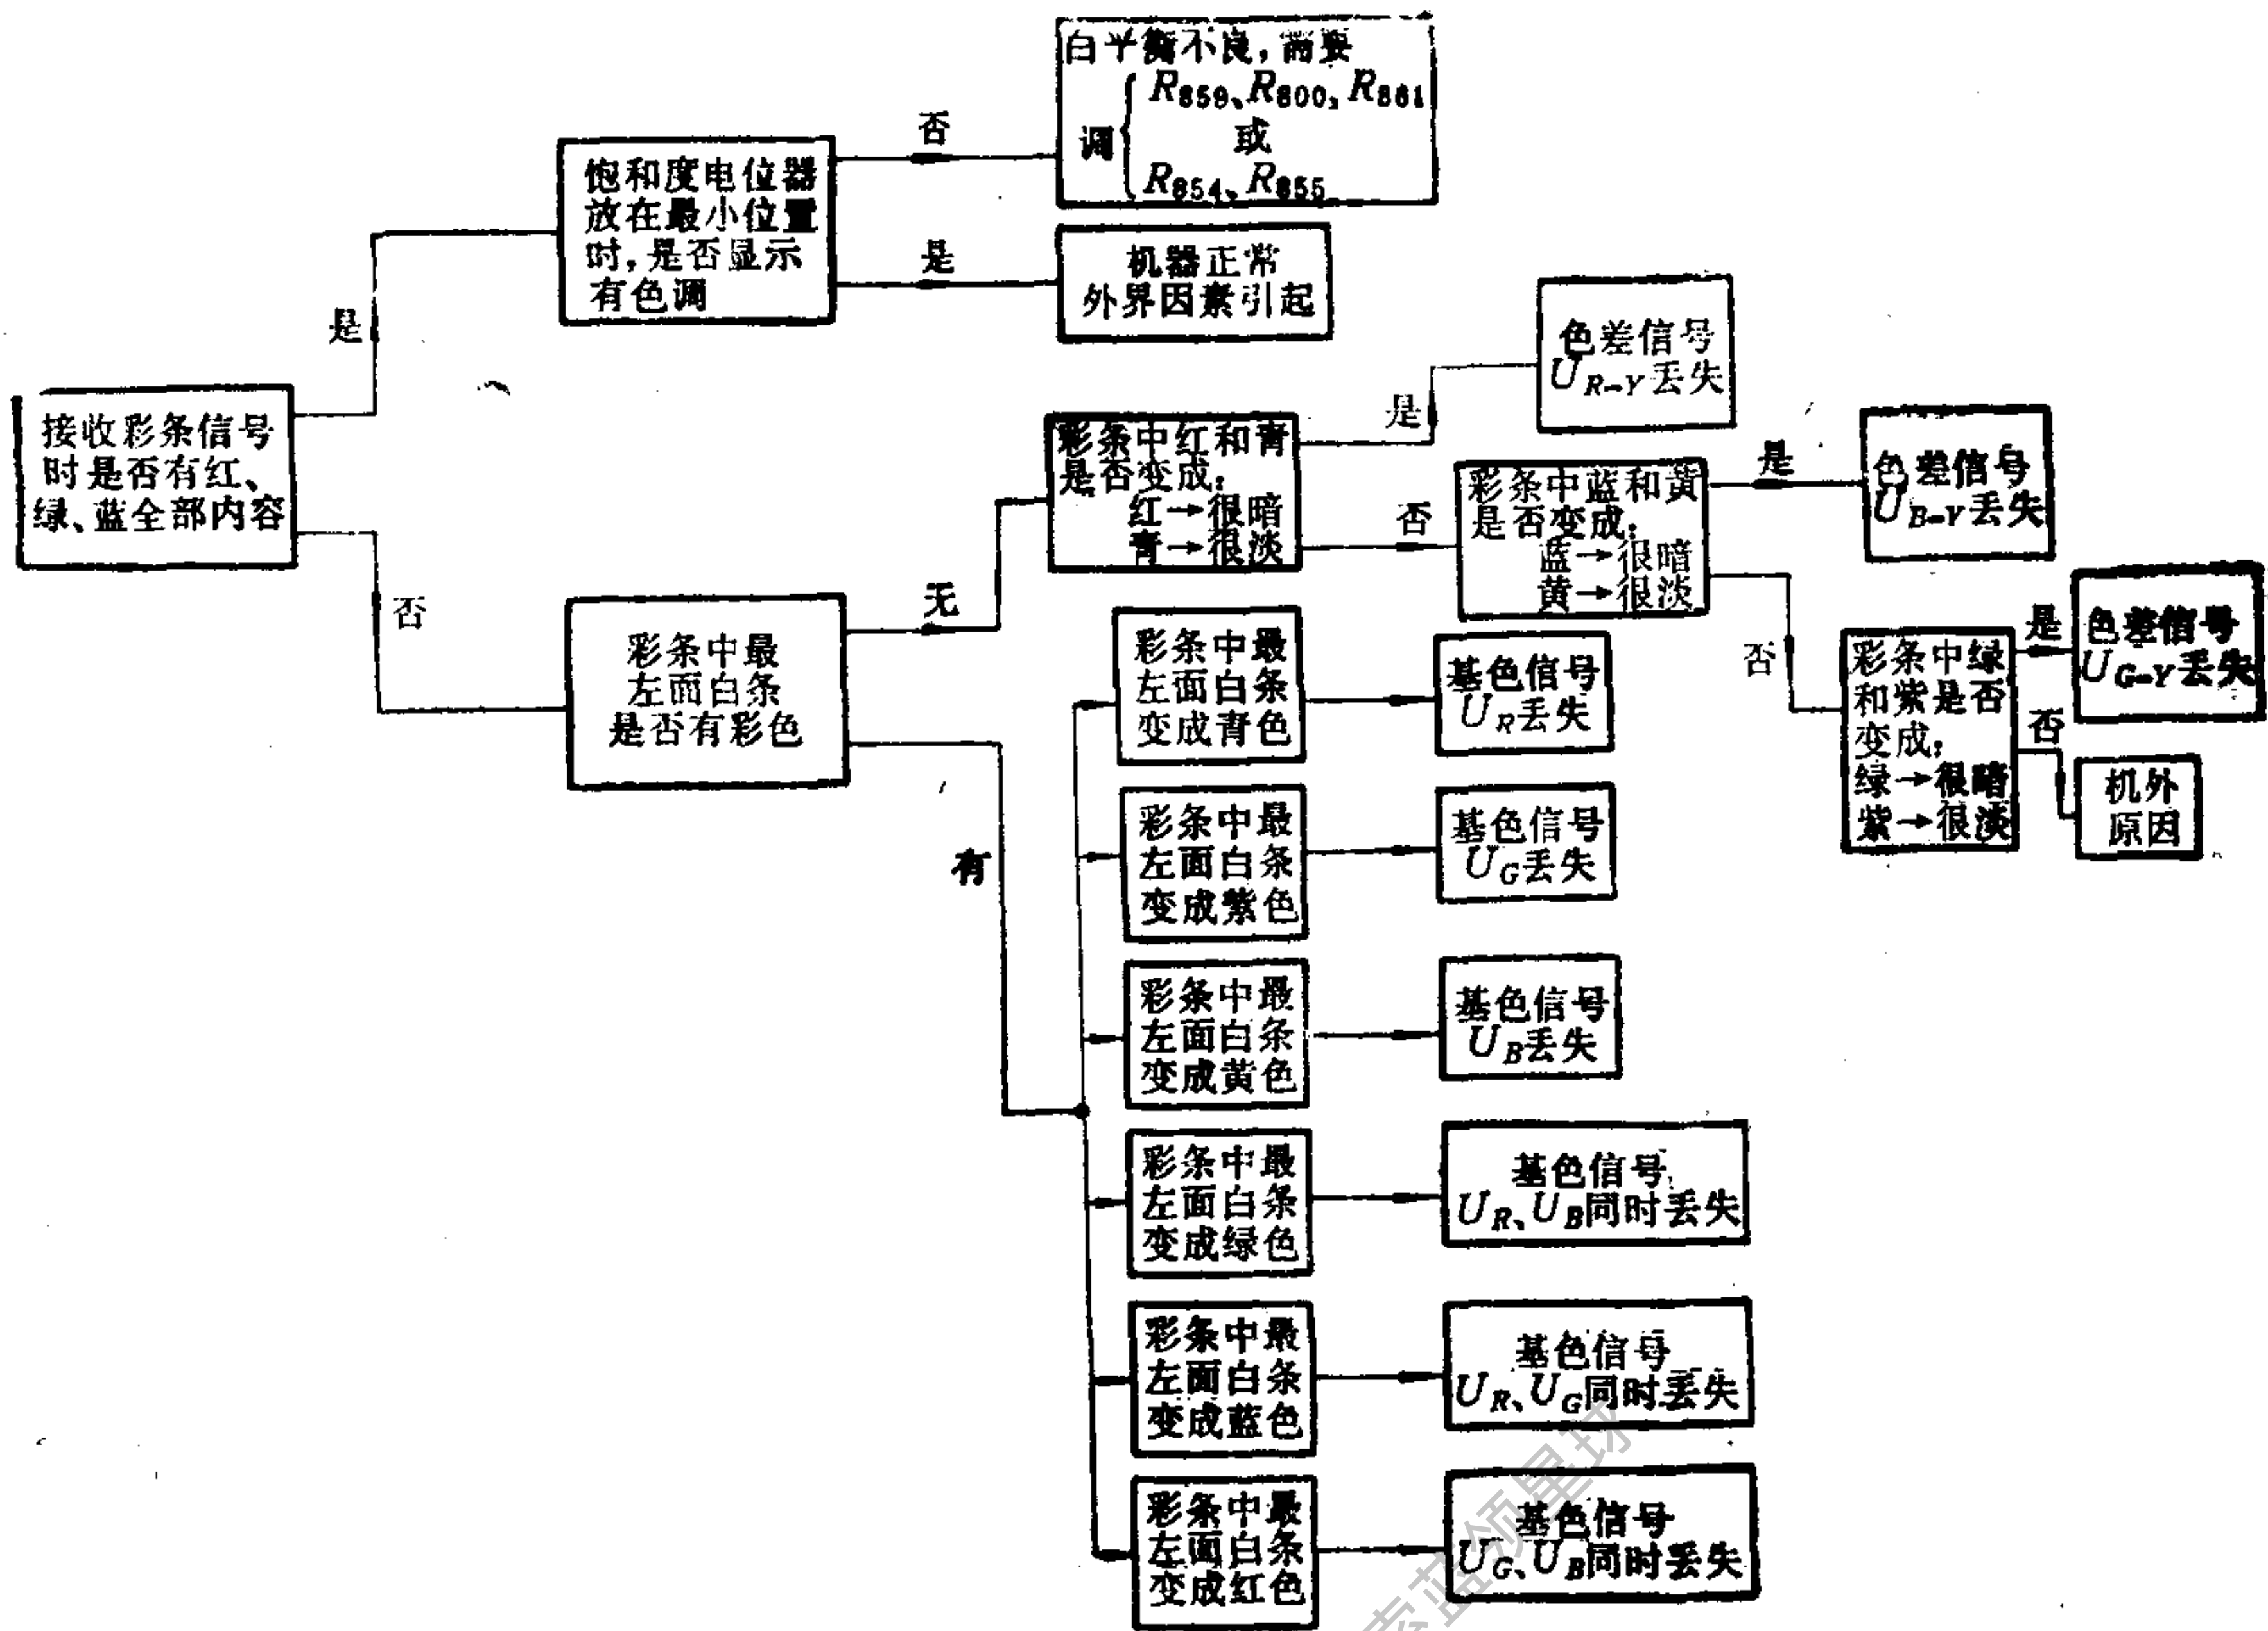 接收彩条信号
时是否有红、
绿、蓝全部内容
是
否
饱和度电位器
放在最小位置
时,是否显示
有色调
否
是
白平衡不良,需要
调
R859、R800、R861
或
R854、R855
机器正常
外界因素引起
彩条中最
左面白条
是否有彩色
无
有
彩条中红和青
是否变成:
红→很暗
青→很淡
是
否
色差信号
UR-Y丢失
彩条中蓝和黄
是否变成:
蓝→很暗
黄→很淡
是
否
色差信号
UB-Y丢失
彩条中绿
和紫是否
变成:
绿→很暗
紫→很淡
是
否
色差信号
UG-Y丢失
机外
原因
彩条中最
左面白条
变成青色
基色信号
UR丢失
彩条中最
左面白条
变成紫色
基色信号
UG丢失
彩条中最
左面白条
变成黄色
基色信号
UB丢失
彩条中最
左面白条
变成绿色
基色信号
UR、UB同时丢失
彩条中最
左面白条
变成蓝色
基色信号
UR、UG同时丢失
彩条中最
左面白条
变成红色
基色信号
UG、UB同时丢失
索蓝领星球